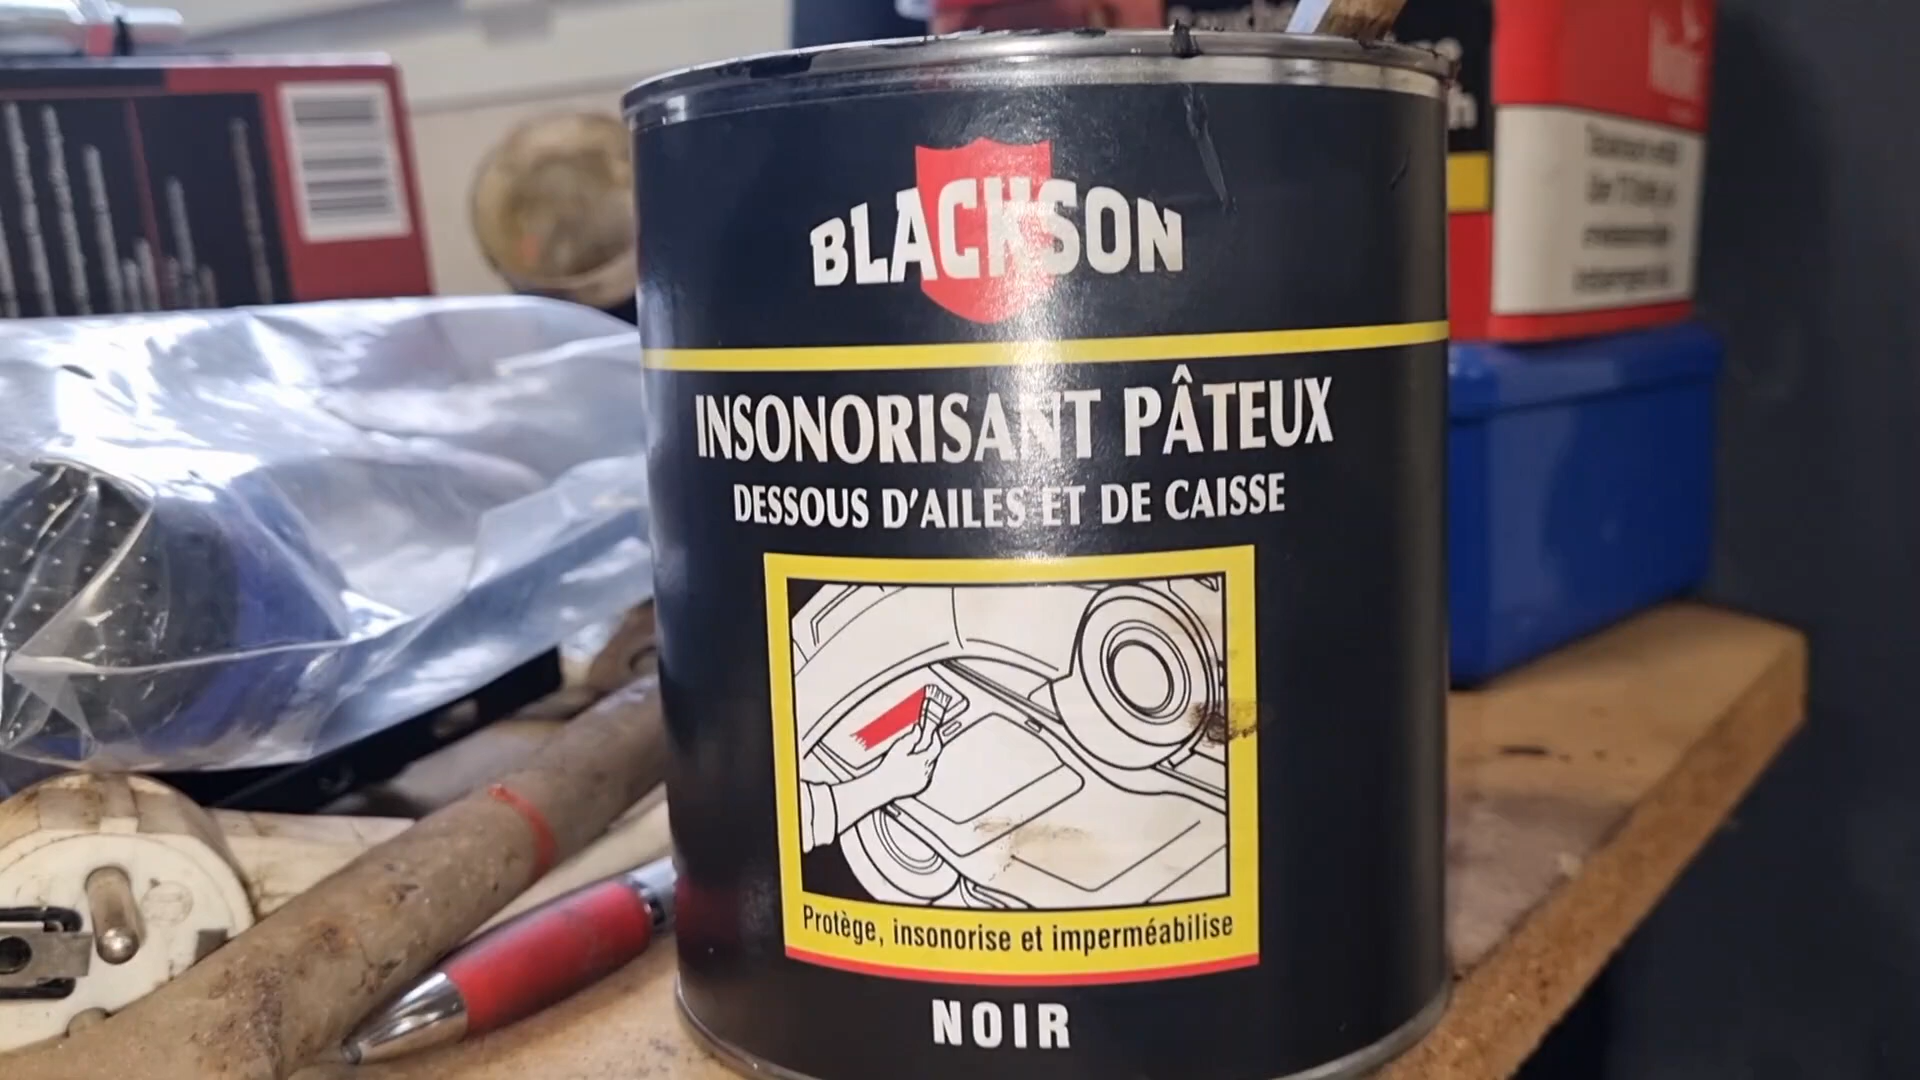 BLACKSON
INSONORISANT PÂTEUX
DESSOUS D'AILES ET DE CAISSE
Protège, insonorise et imperméabilise
NOIR